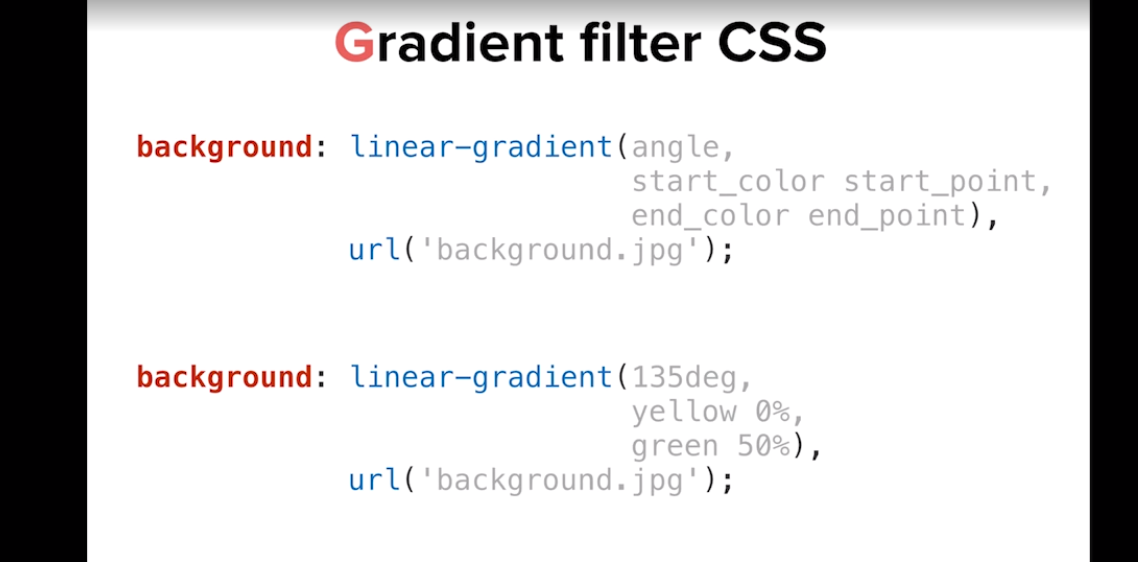 Gradient filter CSS
background: linear-gradient(angle,
start_color start_point,
end_color end_point),
url('background.jpg');
background: linear-gradient(135deg,
yellow 0%,
green 50%),
url('background.jpg');